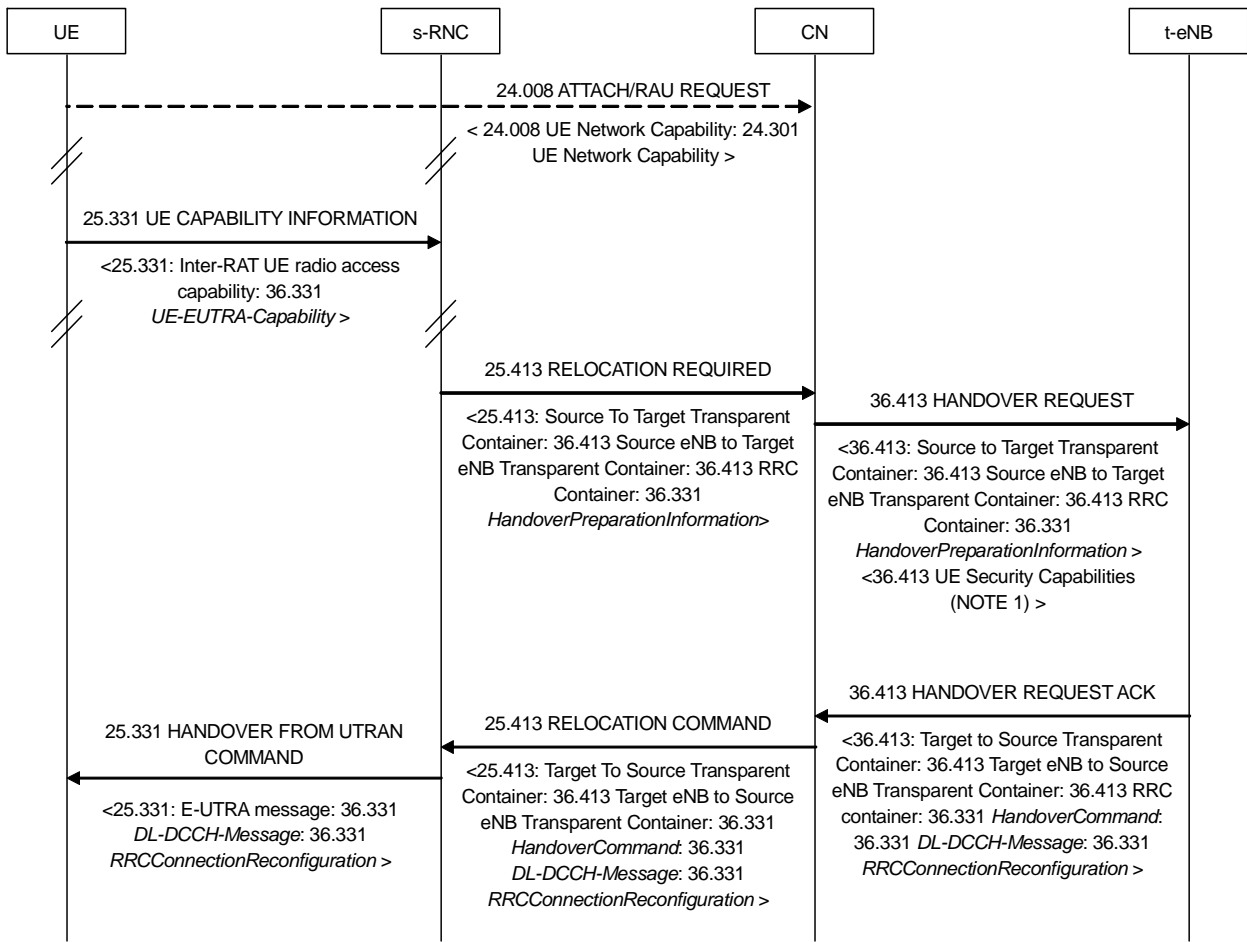 UE
s-RNC
CN
t-eNB
24.008 ATTACH/RAU REQUEST
< 24.008 UE Network Capability: 24.301
UE Network Capability >
25.331 UE CAPABILITY INFORMATION
<25.331: Inter-RAT UE radio access
capability: 36.331
UE-EUTRA-Capability >
25.413 RELOCATION REQUIRED
<25.413: Source To Target Transparent
Container: 36.413 Source eNB to Target
eNB Transparent Container: 36.413 RRC
Container: 36.331
HandoverPreparationInformation>
36.413 HANDOVER REQUEST
<36.413: Source to Target Transparent
Container: 36.413 Source eNB to Target
eNB Transparent Container: 36.413 RRC
Container: 36.331
HandoverPreparationInformation >
<36.413 UE Security Capabilities
(NOTE 1) >
36.413 HANDOVER REQUEST ACK
<36.413: Target to Source Transparent
Container: 36.413 Target eNB to Source
eNB Transparent Container: 36.413 RRC
container: 36.331 HandoverCommand:
36.331 DL-DCCH-Message: 36.331
RRCConnectionReconfiguration >
25.413 RELOCATION COMMAND
<25.413: Target To Source Transparent
Container: 36.413 Target eNB to Source
eNB Transparent Container: 36.331
HandoverCommand: 36.331
DL-DCCH-Message: 36.331
RRCConnectionReconfiguration >
25.331 HANDOVER FROM UTRAN
COMMAND
<25.331: E-UTRA message: 36.331
DL-DCCH-Message: 36.331
RRCConnectionReconfiguration >